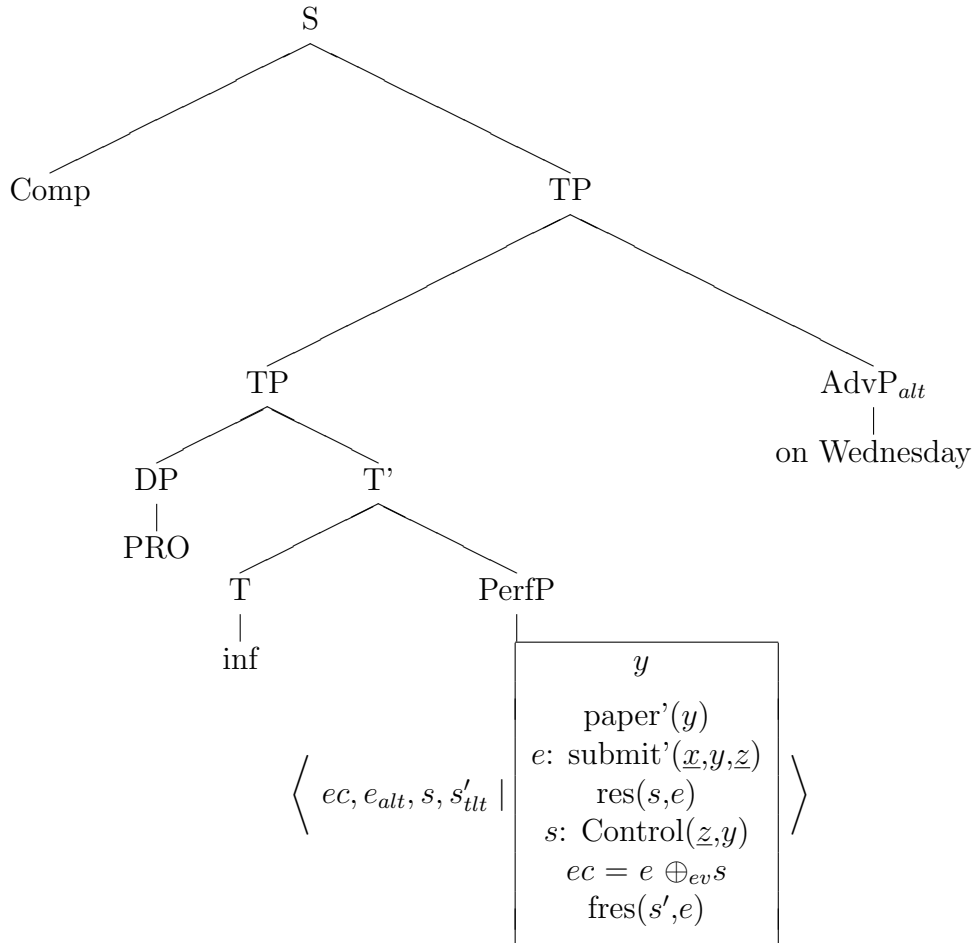 S
Comp TP
TP AdvP_alt
on Wednesday
DP T'
PRO
T PerfP
inf
y
paper'(y)
e: submit'(x̲,y,z̲)
res(s,e)
⟨ ec, e_alt, s, s′_tlt | ⟩
s: Control(z̲,y)
ec = e ⊕_ev s
fres(s′,e)